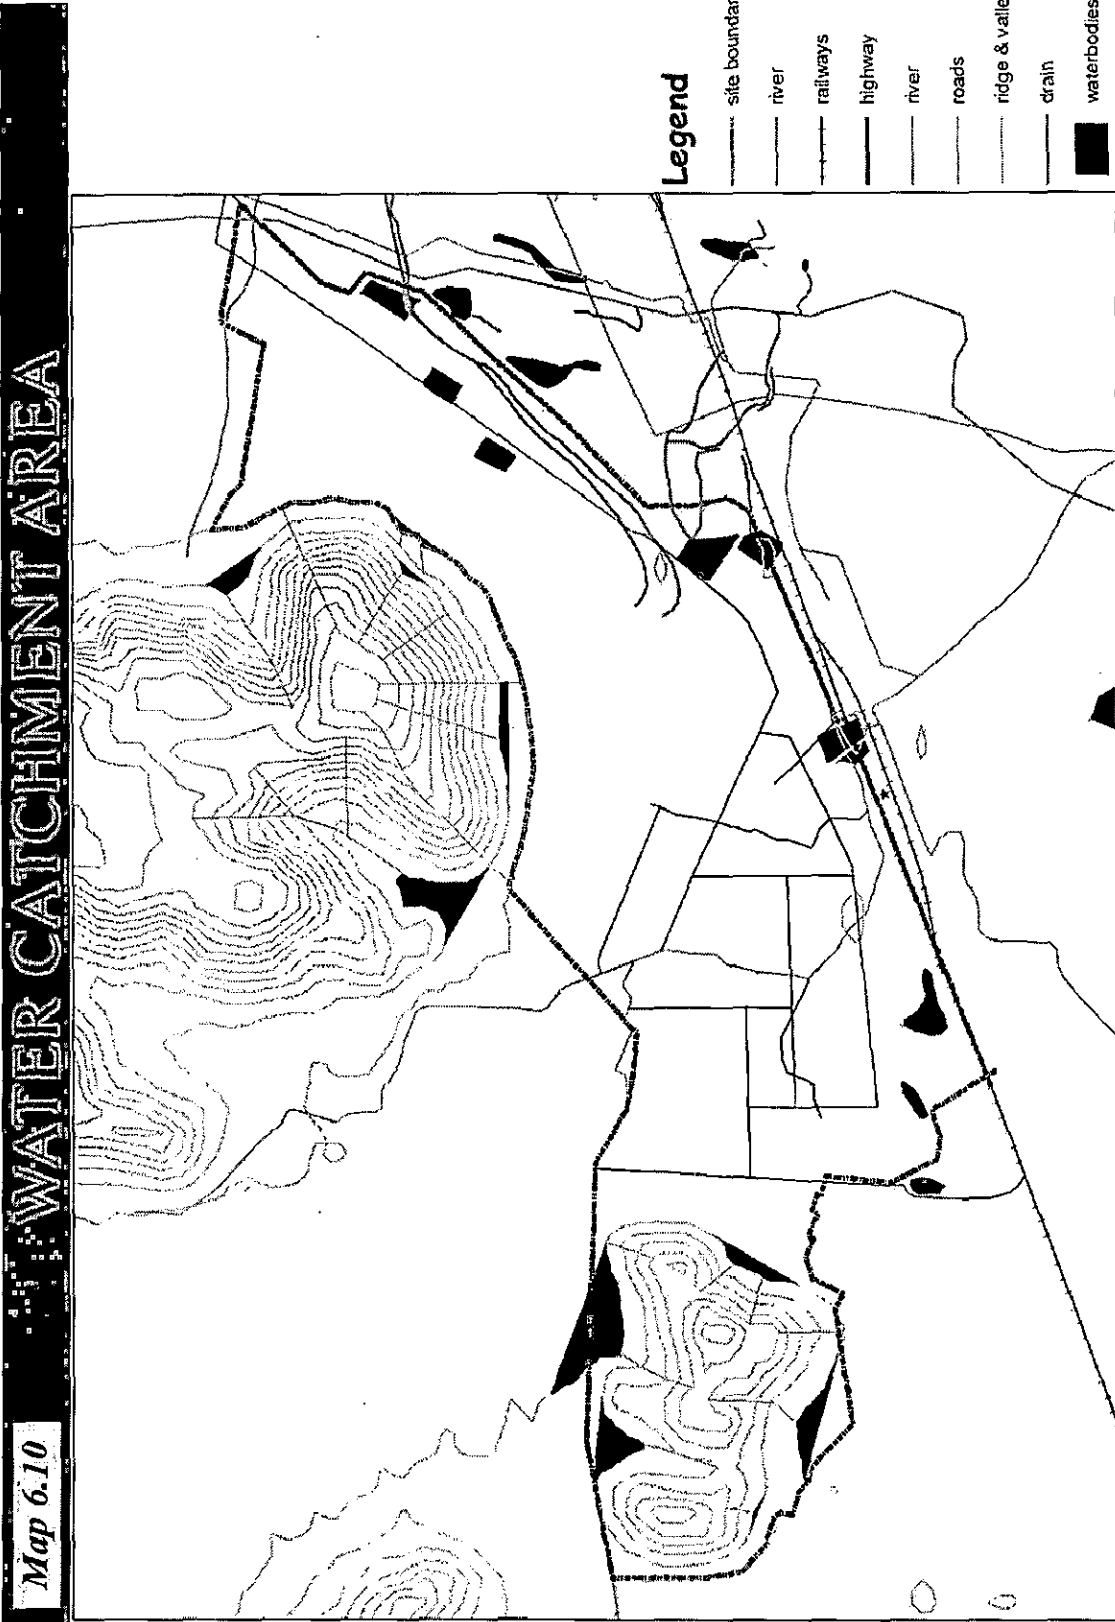 Map 6.10
WATER CATCHMENT AREA
Legend
site boundar
river
railways
highway
river
roads
ridge & valle
drain
waterbodies